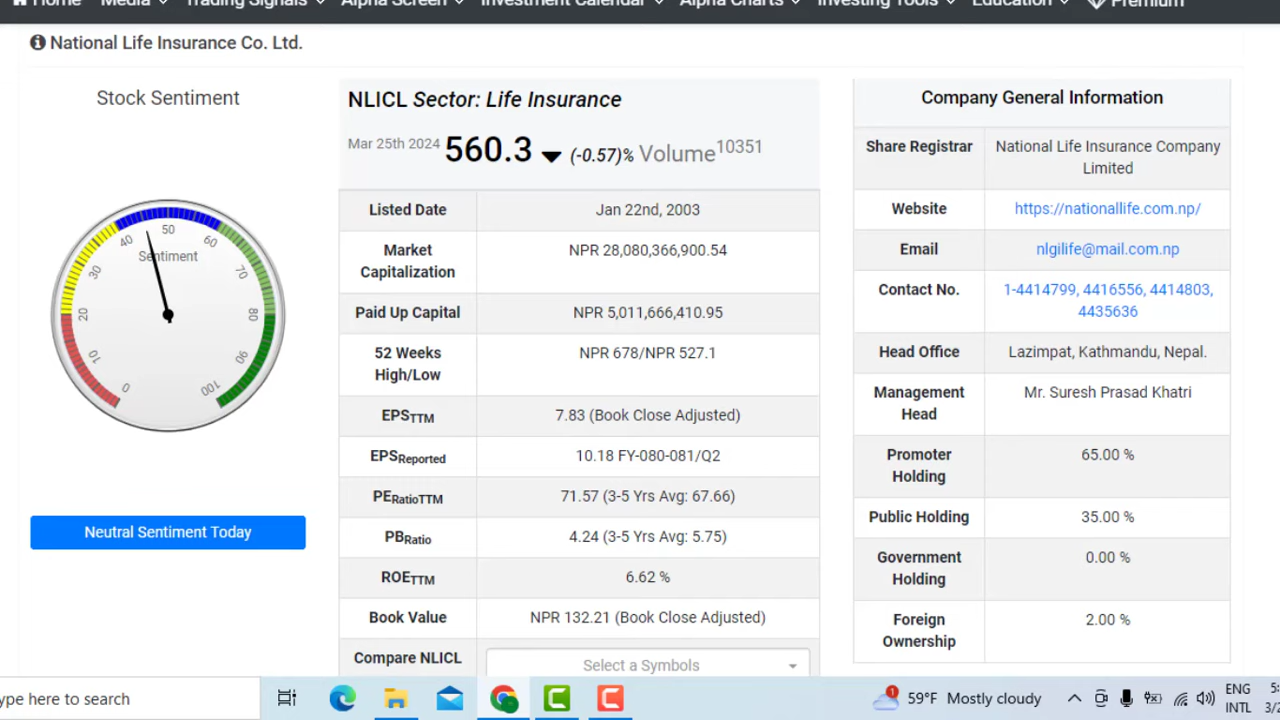 Home Media Trading Signals Alpha Screen Investment Calendar Alpha Charts Investing Tools Education Premium
National Life Insurance Co. Ltd.
Stock Sentiment
0
10
20
30
40
50
60
70
80
90
100
Sentiment
Neutral Sentiment Today
NLICL Sector: Life Insurance
Mar 25th 2024 560.3 (-0.57)% Volume 10351
Listed Date Jan 22nd, 2003
Market Capitalization NPR 28,080,366,900.54
Paid Up Capital NPR 5,011,666,410.95
52 Weeks High/Low NPR 678/NPR 527.1
EPSTTM 7.83 (Book Close Adjusted)
EPSReported 10.18 FY-080-081/Q2
PERatioTTM 71.57 (3-5 Yrs Avg: 67.66)
PBRatio 4.24 (3-5 Yrs Avg: 5.75)
ROETTM 6.62 %
Book Value NPR 132.21 (Book Close Adjusted)
Compare NLICL Select a Symbols
Company General Information
Share Registrar National Life Insurance Company Limited
Website https://nationallife.com.np/
Email nlgilife@mail.com.np
Contact No. 1-4414799, 4416556, 4414803, 4435636
Head Office Lazimpat, Kathmandu, Nepal.
Management Head Mr. Suresh Prasad Khatri
Promoter Holding 65.00 %
Public Holding 35.00 %
Government Holding 0.00 %
Foreign Ownership 2.00 %
ype here to search
1
59°F Mostly cloudy
ENG
INTL